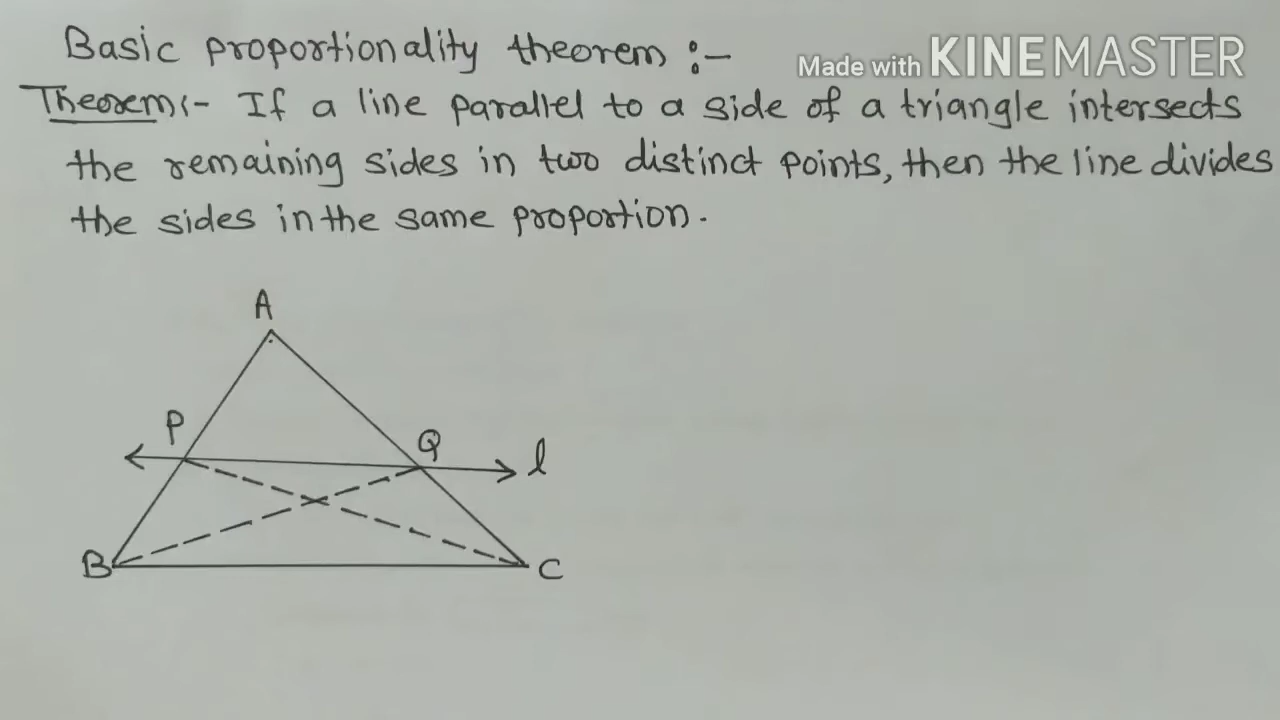 Basic proportionality theorem :-
Made with KINEMASTER
Theorem:- If a line parallel to a side of a triangle intersects
the remaining sides in two distinct points, then the line divides
the sides in the same proportion.
A
P
Q
l
B
C